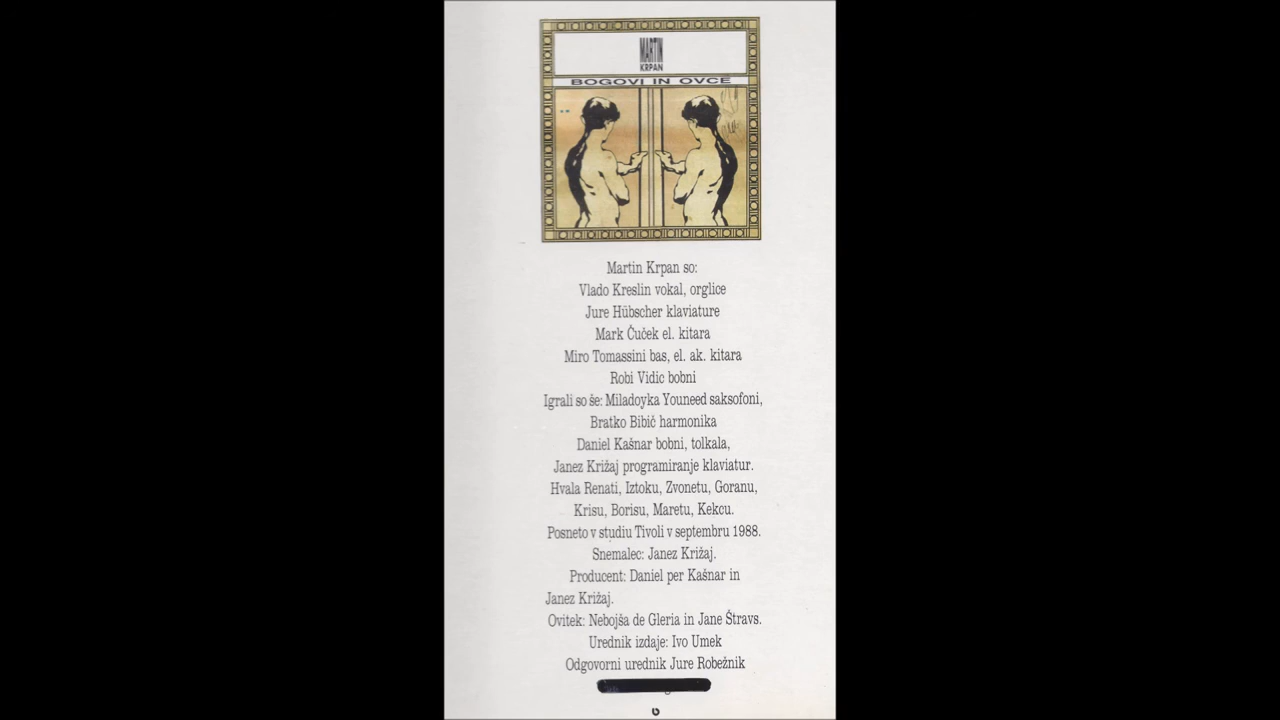 MARTIN
KRPAN
BOGOVI IN OVCE
Martin Krpan so:
Vlado Kreslin vokal, orglice
Jure Hübscher klaviature
Mark Čuček el. kitara
Miro Tomassini bas, el. ak. kitara
Robi Vidic bobni
Igrali so še: Miladoyka Youneed saksofoni,
Bratko Bibič harmonika
Daniel Kašnar bobni, tolkala,
Janez Križaj programiranje klaviatur.
Hvala Renati, Iztoku, Zvonetu, Goranu,
Krisu, Borisu, Maretu, Kekcu.
Posneto v studiu Tivoli v septembru 1988.
Snemalec: Janez Križaj.
Producent: Daniel per Kašnar in
Janez Križaj.
Ovitek: Nebojša de Gleria in Jane Štravs.
Urednik izdaje: Ivo Umek
Odgovorni urednik Jure Robežnik